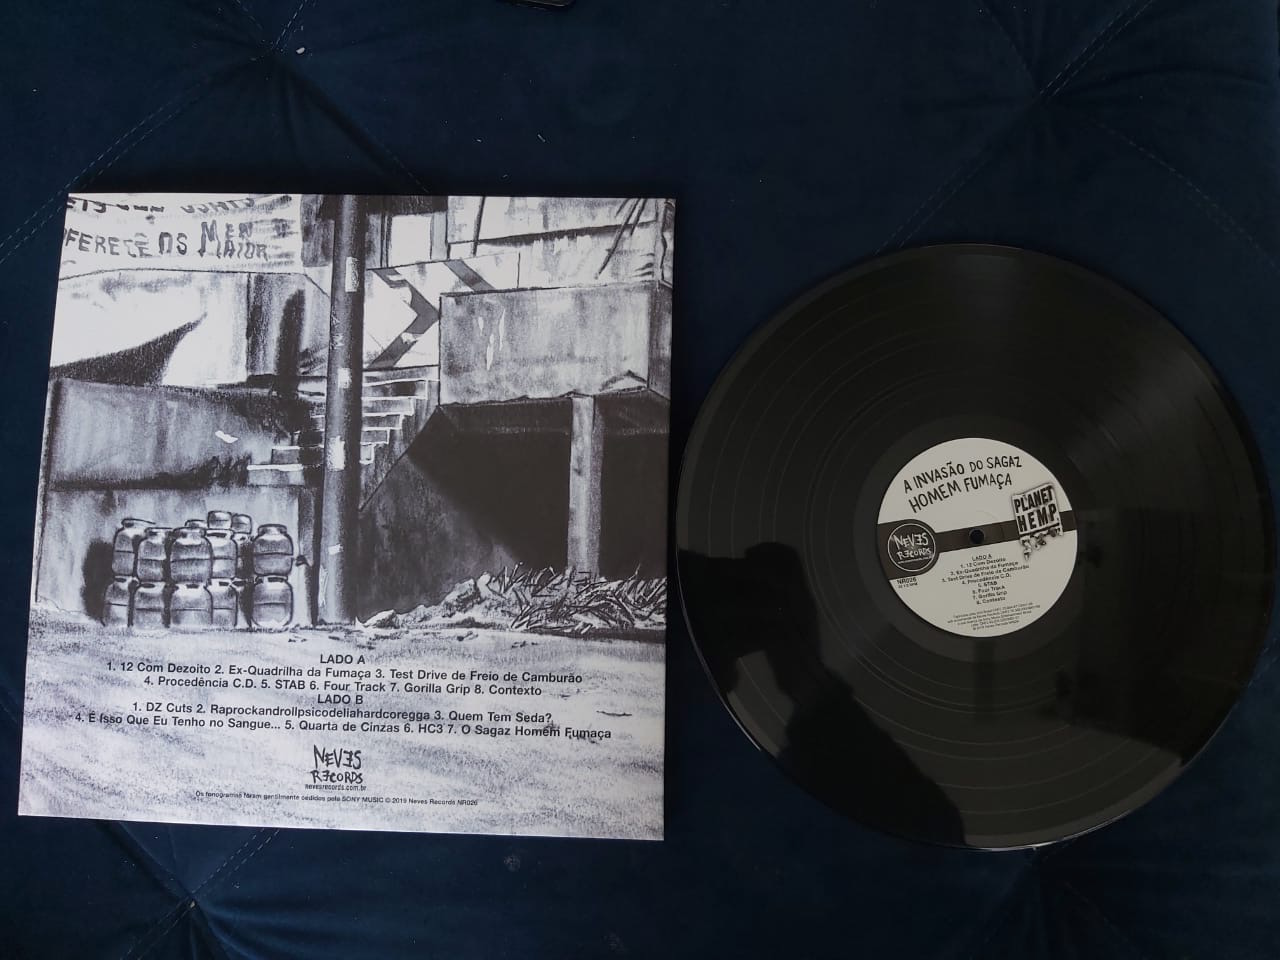 OFERECE OS MEN
MAIOR
LADO A
1. 12 Com Dezoito 2. Ex-Quadrilha da Fumaça 3. Test Drive de Freio de Camburão
4. Procedência C.D. 5. STAB 6. Four Track 7. Gorilla Grip 8. Contexto
LADO B
1. DZ Cuts 2. Raprockandrollpsicodeliahardcoregga 3. Quem Tem Seda?
4. É Isso Que Eu Tenho no Sangue... 5. Quarta de Cinzas 6. HC3 7. O Sagaz Homem Fumaça
NEVES
RECORDS
nevesrecords.com.br
Os fonogramas foram gentilmente cedidos pela SONY MUSIC © 2019 Neves Records NR026
A INVASÃO DO SAGAZ
HOMEM FUMAÇA
PLANET
HEMP
NEVES
RECORDS
NR026
LADO A
1. 12 Com Dezoito
2. Ex-Quadrilha da Fumaça
3. Test Drive de Freio de Camburão
4. Procedência C.D.
5. STAB
6. Four Track
7. Gorilla Grip
8. Contexto